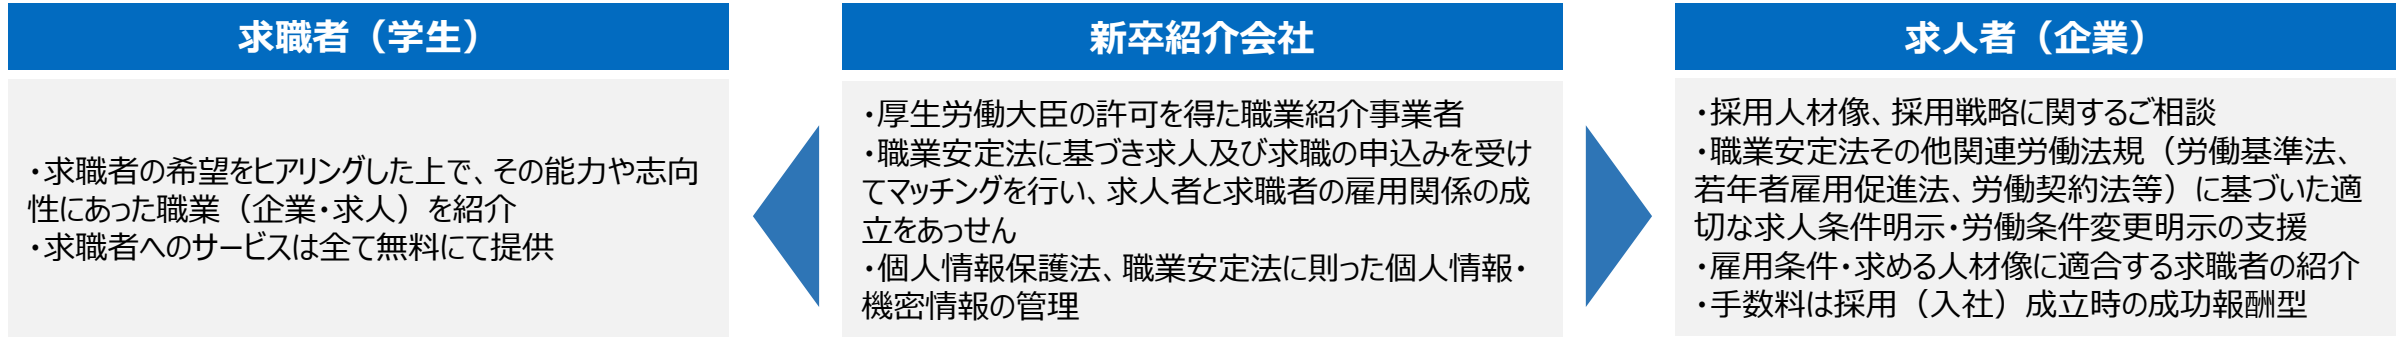 求職者（学生）
・求職者の希望をヒアリングした上で、その能力や志向
性にあった職業（企業・求人）を紹介
・求職者へのサービスは全て無料にて提供
新卒紹介会社
・厚生労働大臣の許可を得た職業紹介事業者
・職業安定法に基づき求人及び求職の申込みを受け
てマッチングを行い、求人者と求職者の雇用関係の成
立をあっせん
・個人情報保護法、職業安定法に則った個人情報・
機密情報の管理
求人者（企業）
・採用人材像、採用戦略に関するご相談
・職業安定法その他関連労働法規（労働基準法、
若年者雇用促進法、労働契約法等）に基づいた適
切な求人条件明示・労働条件変更明示の支援
・雇用条件・求める人材像に適合する求職者の紹介
・手数料は採用（入社）成立時の成功報酬型